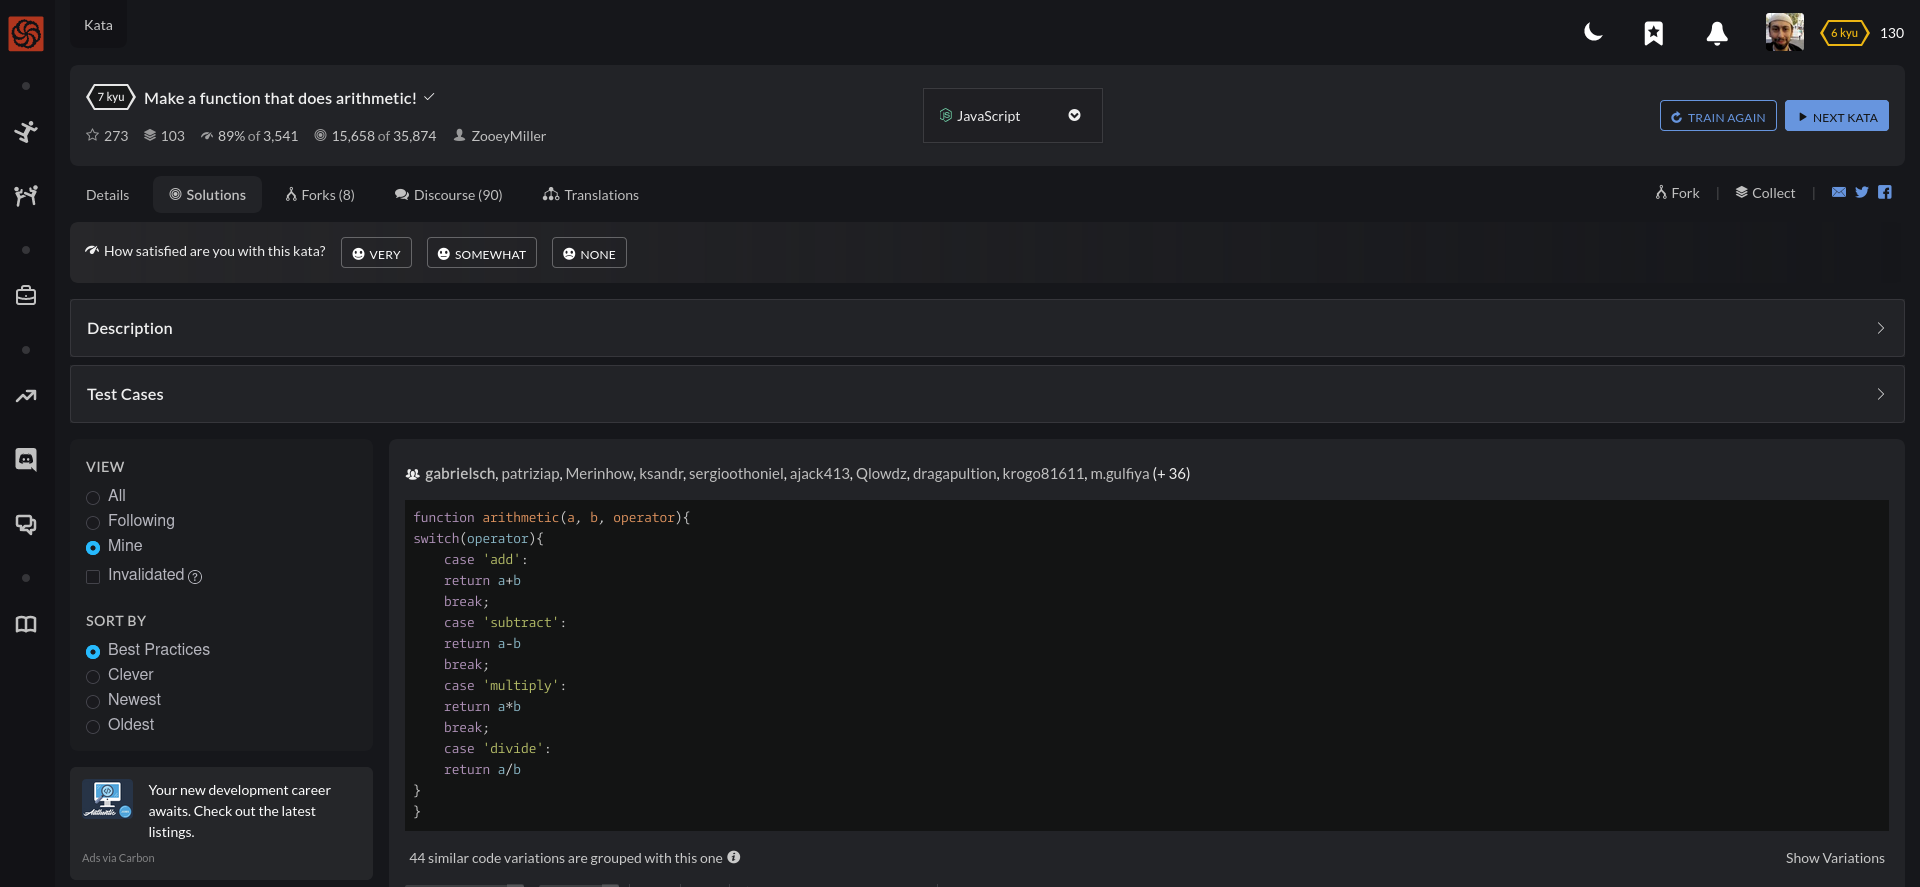 Kata
6 kyu 130
7 kyu Make a function that does arithmetic!
273 103 89% of 3,541 15,658 of 35,874 ZooeyMiller
JavaScript
TRAIN AGAIN NEXT KATA
Details Solutions Forks (8) Discourse (90) Translations
Fork | Collect |
How satisfied are you with this kata? VERY SOMEWHAT NONE
Description
Test Cases
VIEW
All
Following
Mine
Invalidated ?
SORT BY
Best Practices
Clever
Newest
Oldest
Your new development career
awaits. Check out the latest
listings.
Ads via Carbon
gabrielsch, patriziap, Merinhow, ksandr, sergioothoniel, ajack413, Qlowdz, dragapultion, krogo81611, m.gulfiya (+ 36)
function arithmetic(a, b, operator){
switch(operator){
    case 'add':
    return a+b
    break;
    case 'subtract':
    return a-b
    break;
    case 'multiply':
    return a*b
    break;
    case 'divide':
    return a/b
}
}
44 similar code variations are grouped with this one
Show Variations